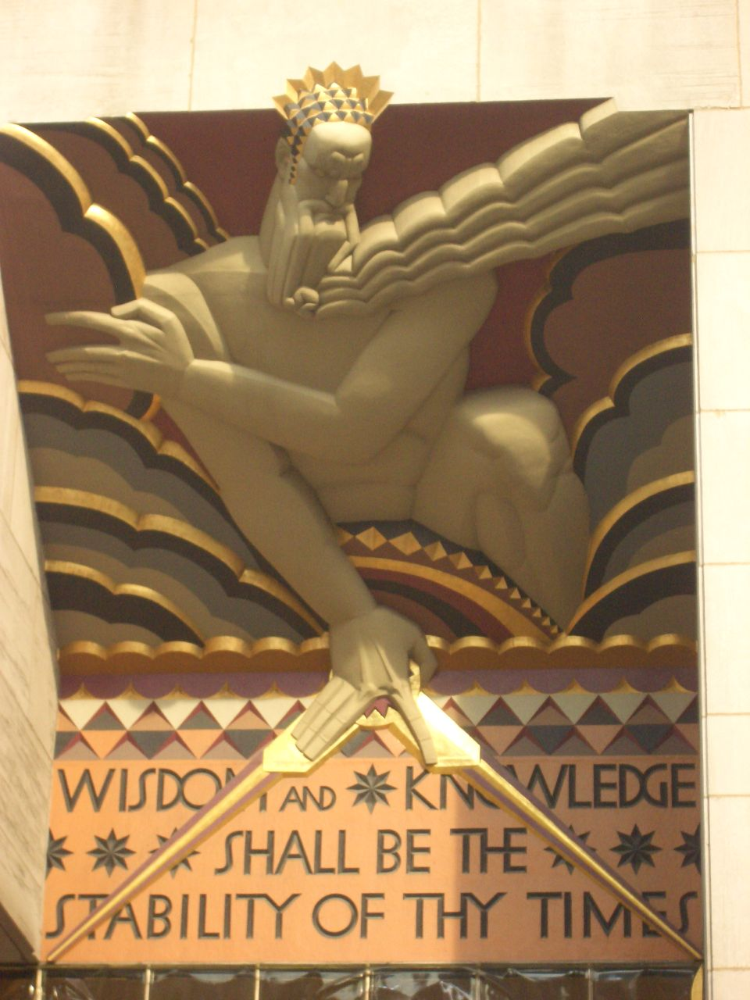 WISDOM AND KNOWLEDGE
SHALL BE THE
STABILITY OF THY TIMES